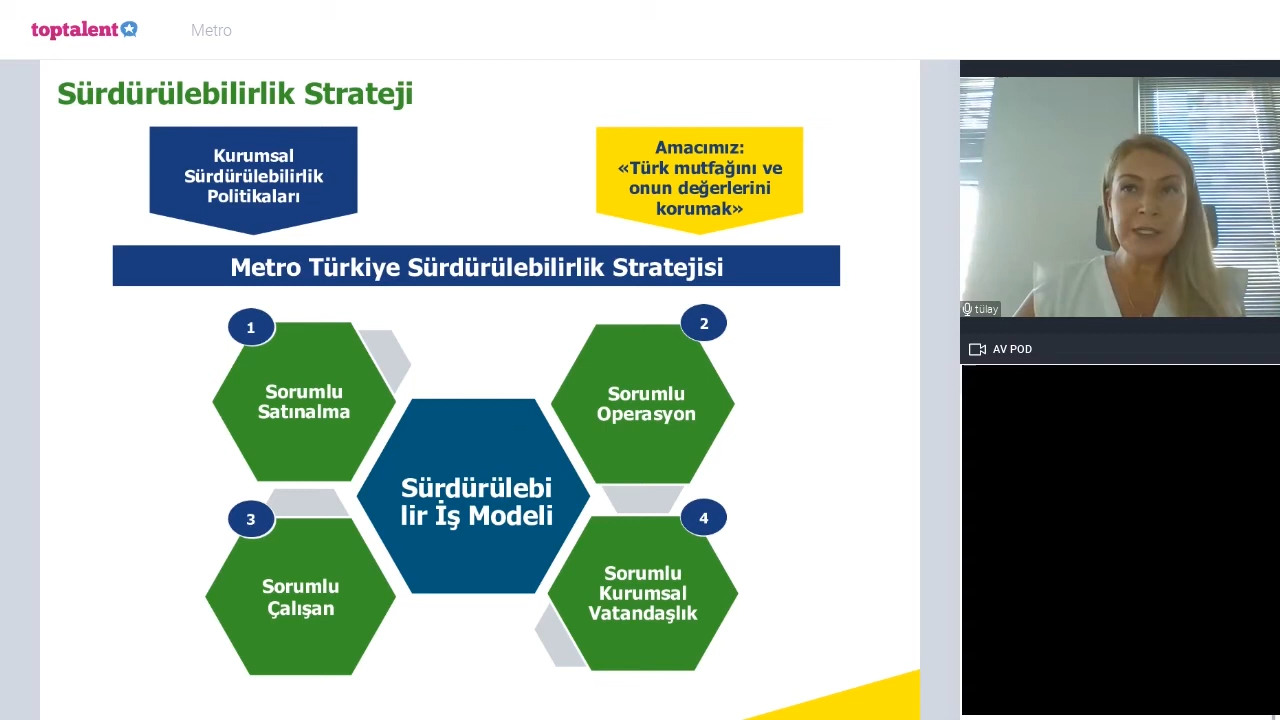 toptalent
Metro
Sürdürülebilirlik Strateji
Kurumsal
Sürdürülebilirlik
Politikaları
Amacımız:
«Türk mutfağını ve
onun değerlerini
korumak»
Metro Türkiye Sürdürülebilirlik Stratejisi
1
Sorumlu
Satınalma
2
Sorumlu
Operasyon
Sürdürülebi
lir İş Modeli
3
Sorumlu
Çalışan
4
Sorumlu
Kurumsal
Vatandaşlık
tülay
AV POD